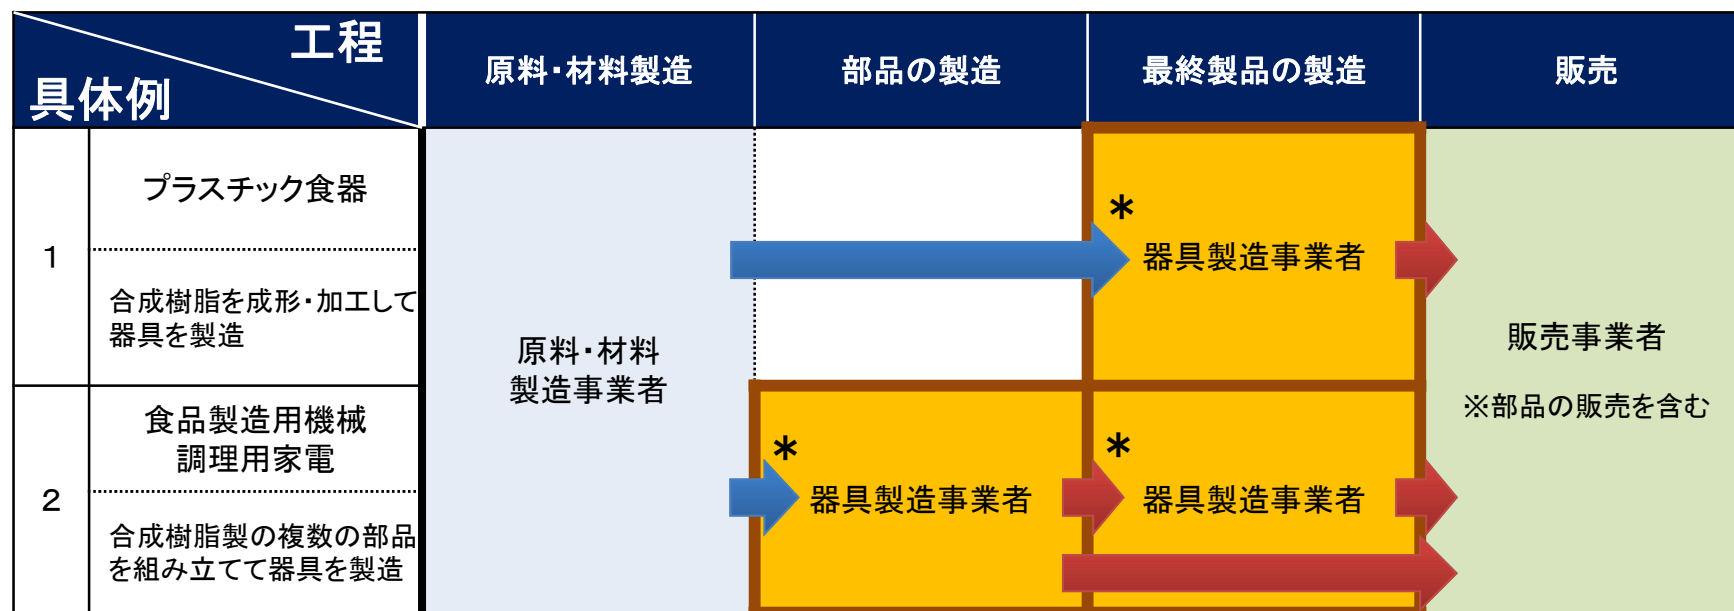 工程
具体例
原料・材料製造
部品の製造
最終製品の製造
販売
1
プラスチック食器
合成樹脂を成形・加工して
器具を製造
原料・材料
製造事業者
*
器具製造事業者
販売事業者
※部品の販売を含む
2
食品製造用機械
調理用家電
合成樹脂製の複数の部品
を組み立てて器具を製造
*
器具製造事業者
*
器具製造事業者